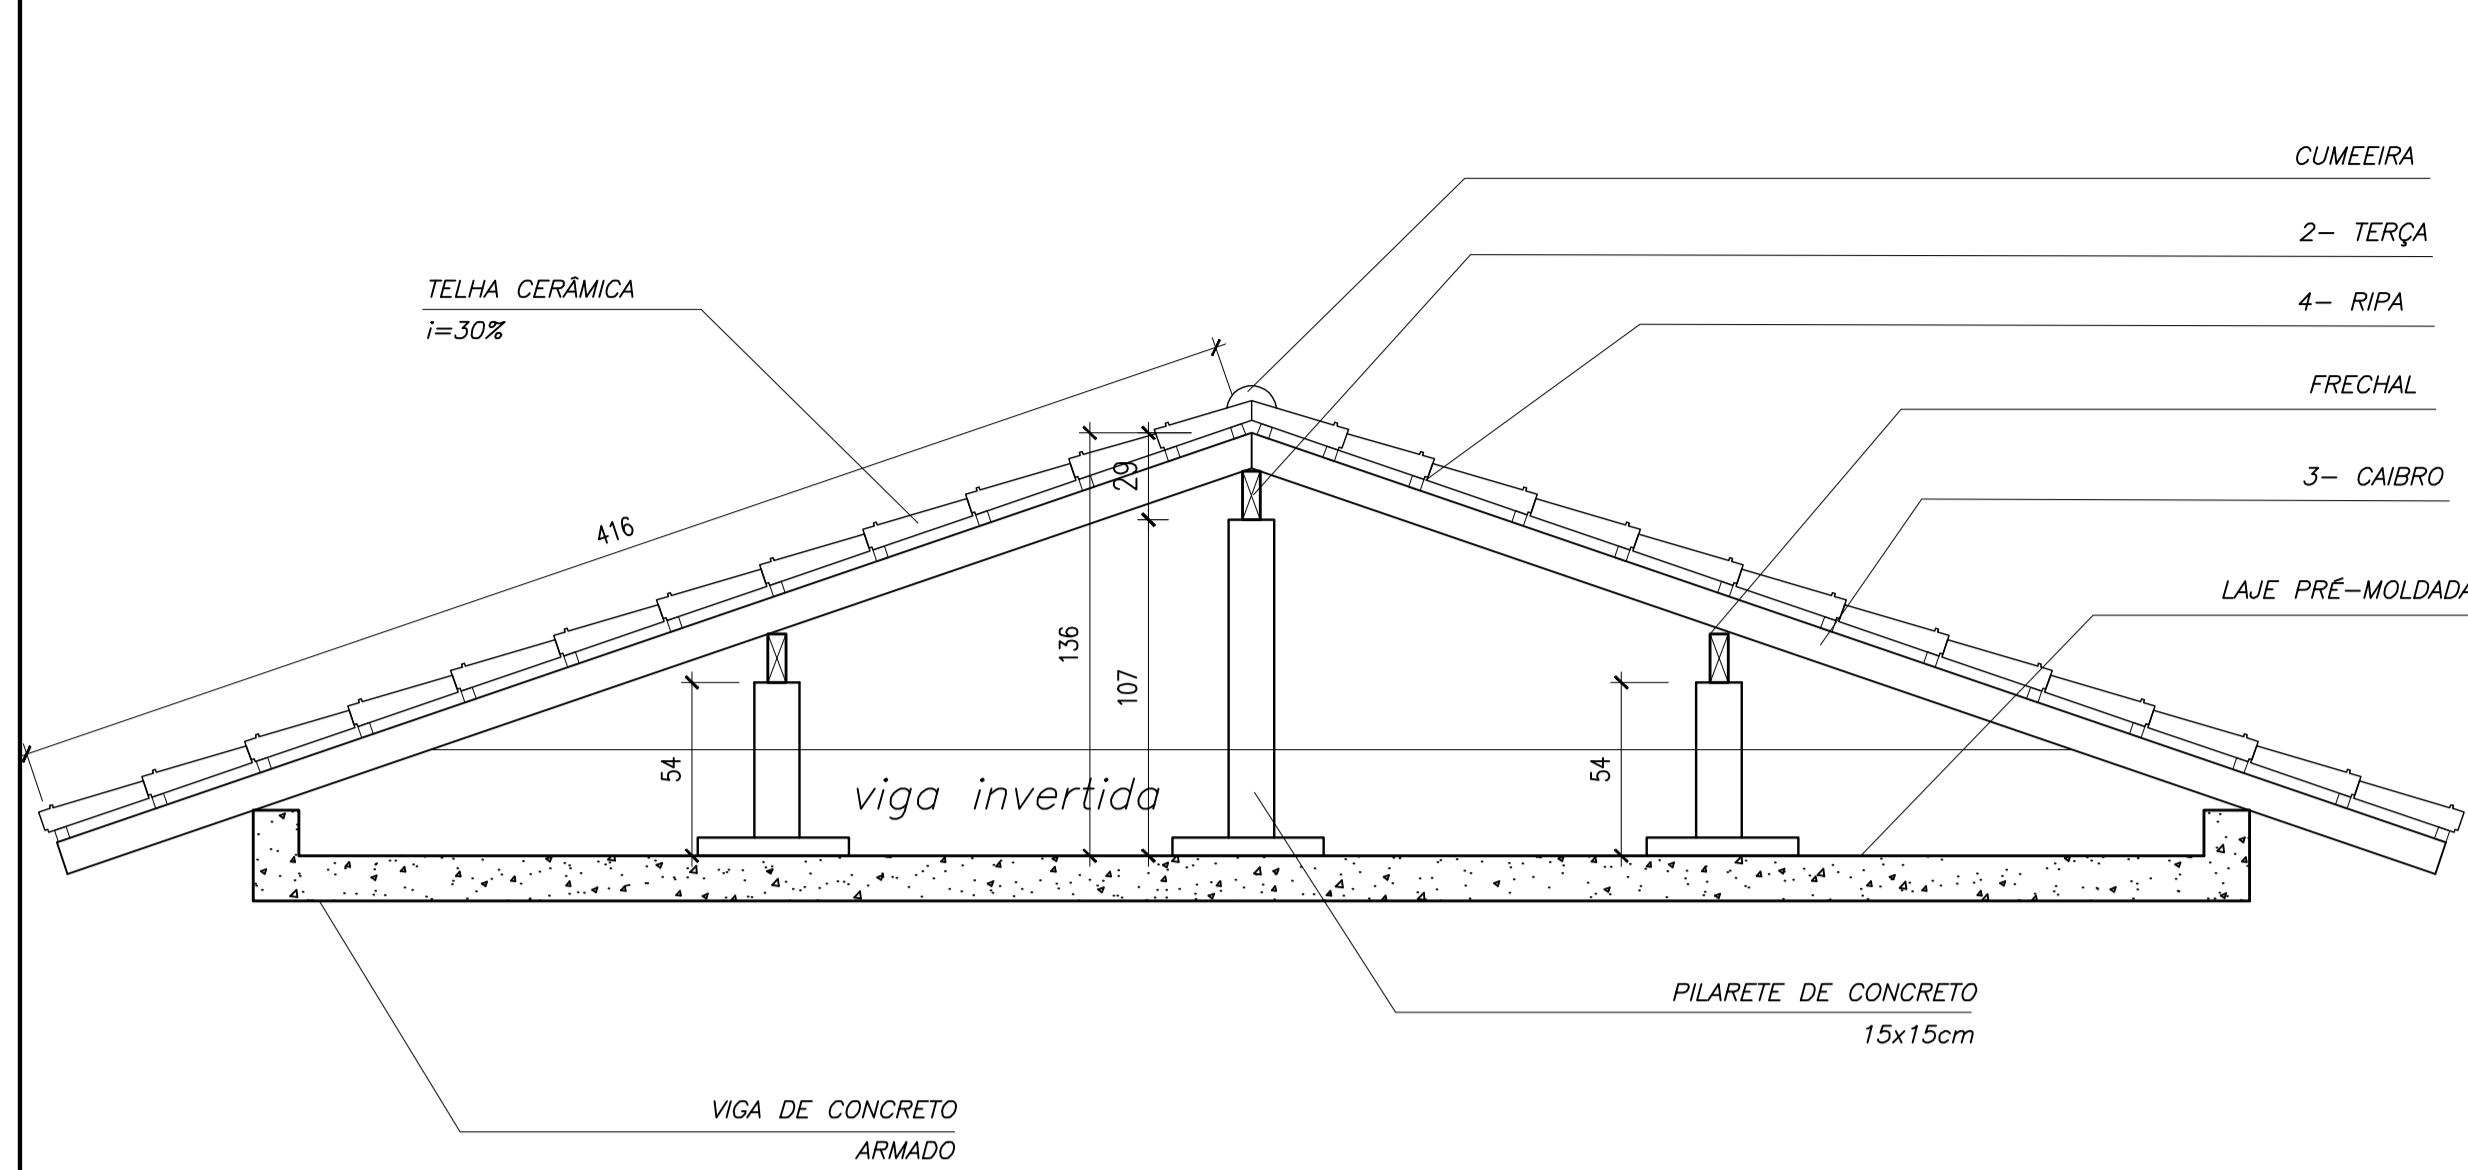 CUMEEIRA
2- TERÇA
TELHA CERÂMICA
i=30%
4- RIPA
FRECHAL
29
3- CAIBRO
416
LAJE PRÉ-MOLDADA
136
107
54
54
viga invertida
PILARETE DE CONCRETO
15x15cm
VIGA DE CONCRETO
ARMADO